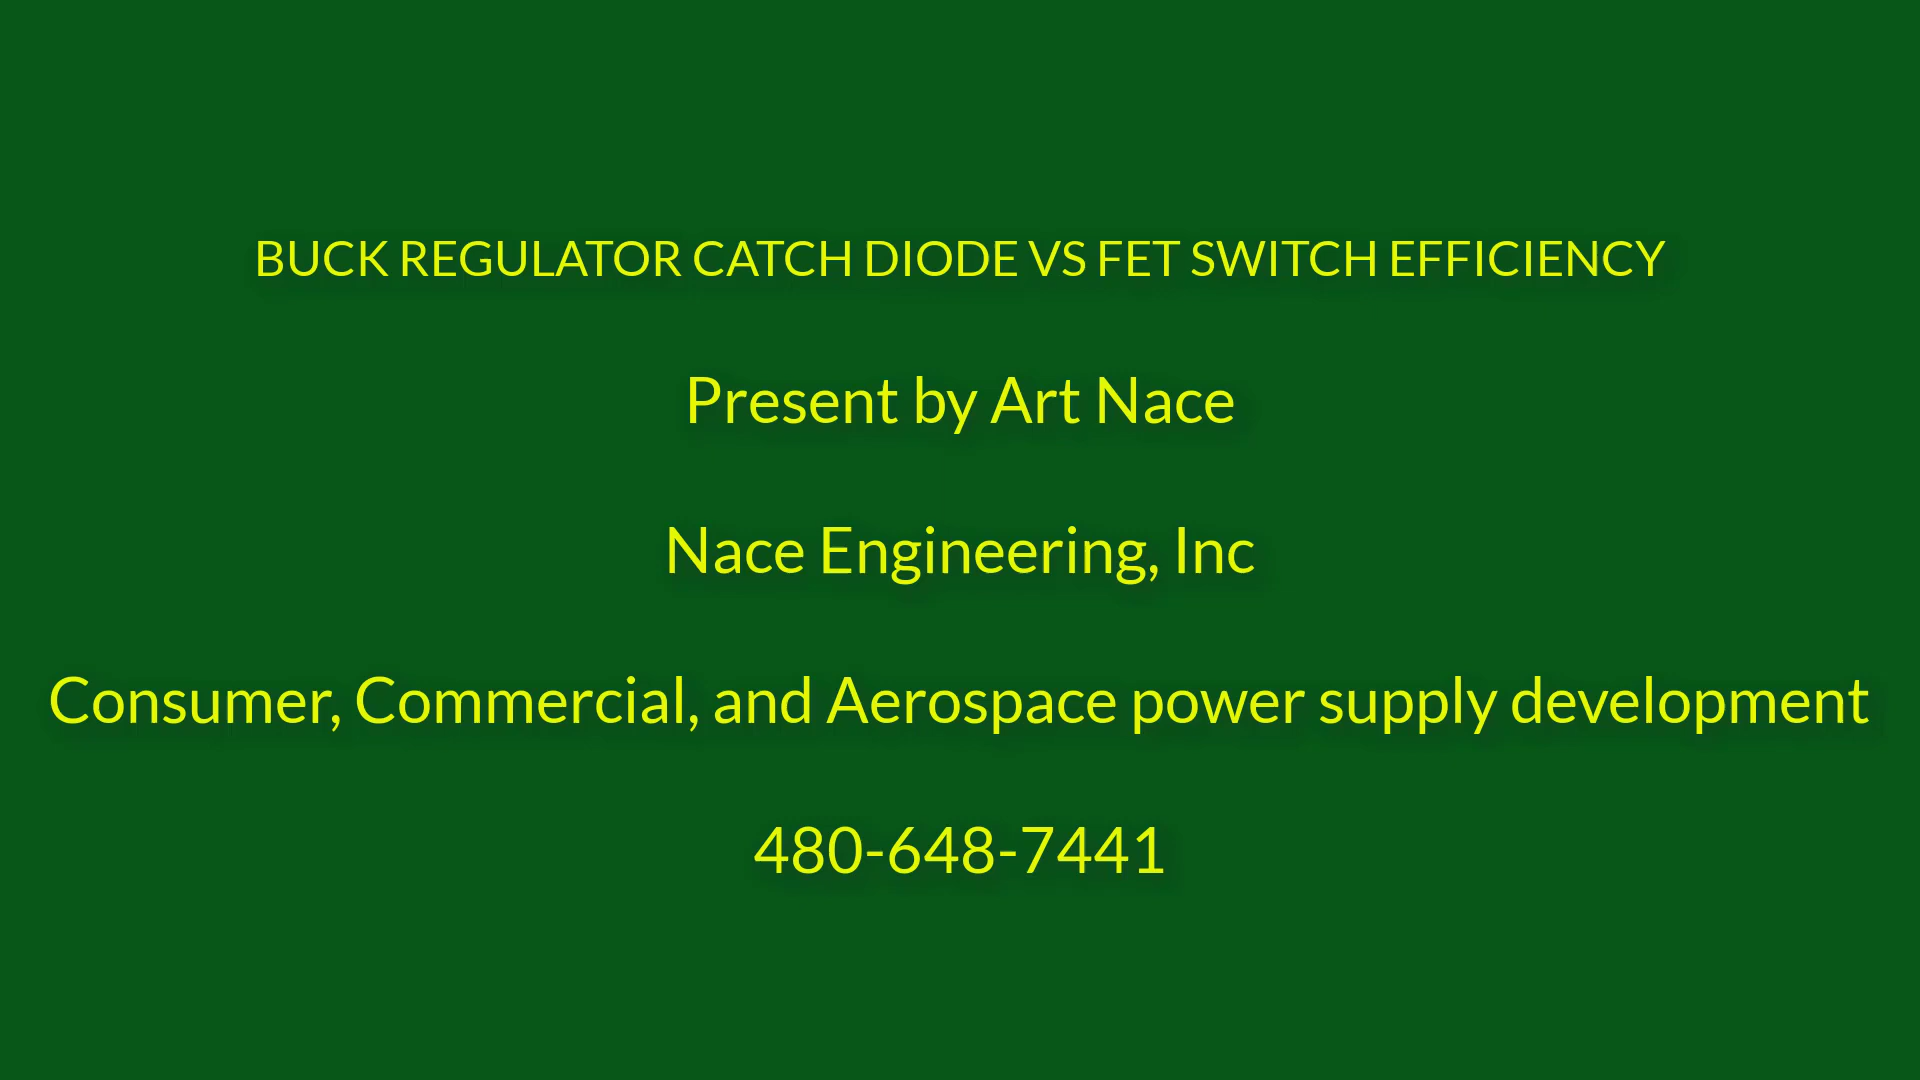 BUCK REGULATOR CATCH DIODE VS FET SWITCH EFFICIENCY
Present by Art Nace
Nace Engineering, Inc
Consumer, Commercial, and Aerospace power supply development
480-648-7441